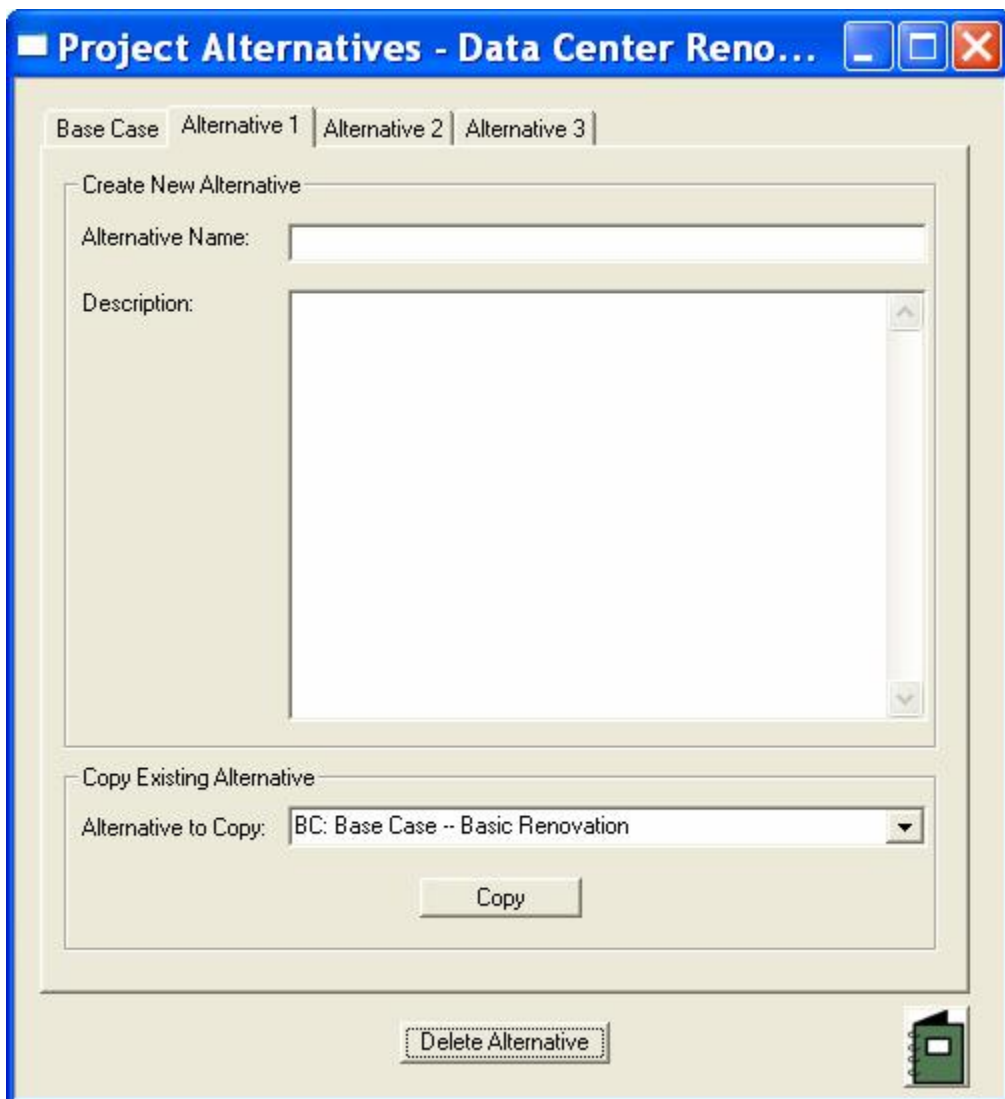 Project Alternatives - Data Center Reno...
Base Case Alternative 1 Alternative 2 Alternative 3
Create New Alternative
Alternative Name:
Description:
Copy Existing Alternative
Alternative to Copy: BC: Base Case -- Basic Renovation
Copy
Delete Alternative